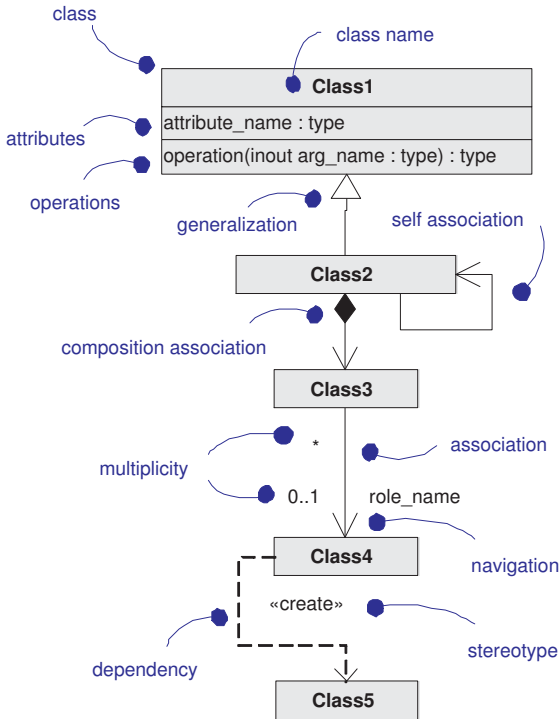 class
class name
Class1
attributes
attribute_name : type
operation(inout arg_name : type) : type
operations
generalization
self association
Class2
composition association
Class3
*
association
multiplicity
0..1
role_name
Class4
navigation
«create»
stereotype
dependency
Class5